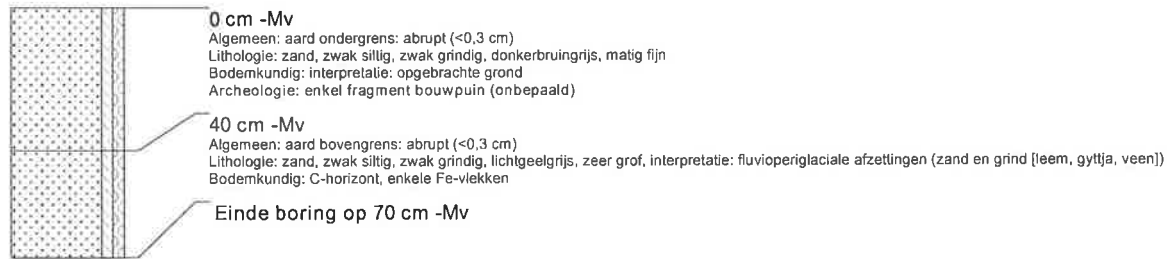 0 cm -Mv
Algemeen: aard ondergrens: abrupt (<0,3 cm)
Lithologie: zand, zwak siltig, zwak grindig, donkerbruingrijs, matig fijn
Bodemkundig: interpretatie: opgebrachte grond
Archeologie: enkel fragment bouwpuin (onbepaald)
40 cm -Mv
Algemeen: aard bovengrens: abrupt (<0,3 cm)
Lithologie: zand, zwak siltig, zwak grindig, lichtgeelgrijs, zeer grof, interpretatie: fluvioperiglaciale afzettingen (zand en grind [leem, gyttja, veen])
Bodemkundig: C-horizont, enkele Fe-vlekken
Einde boring op 70 cm -Mv